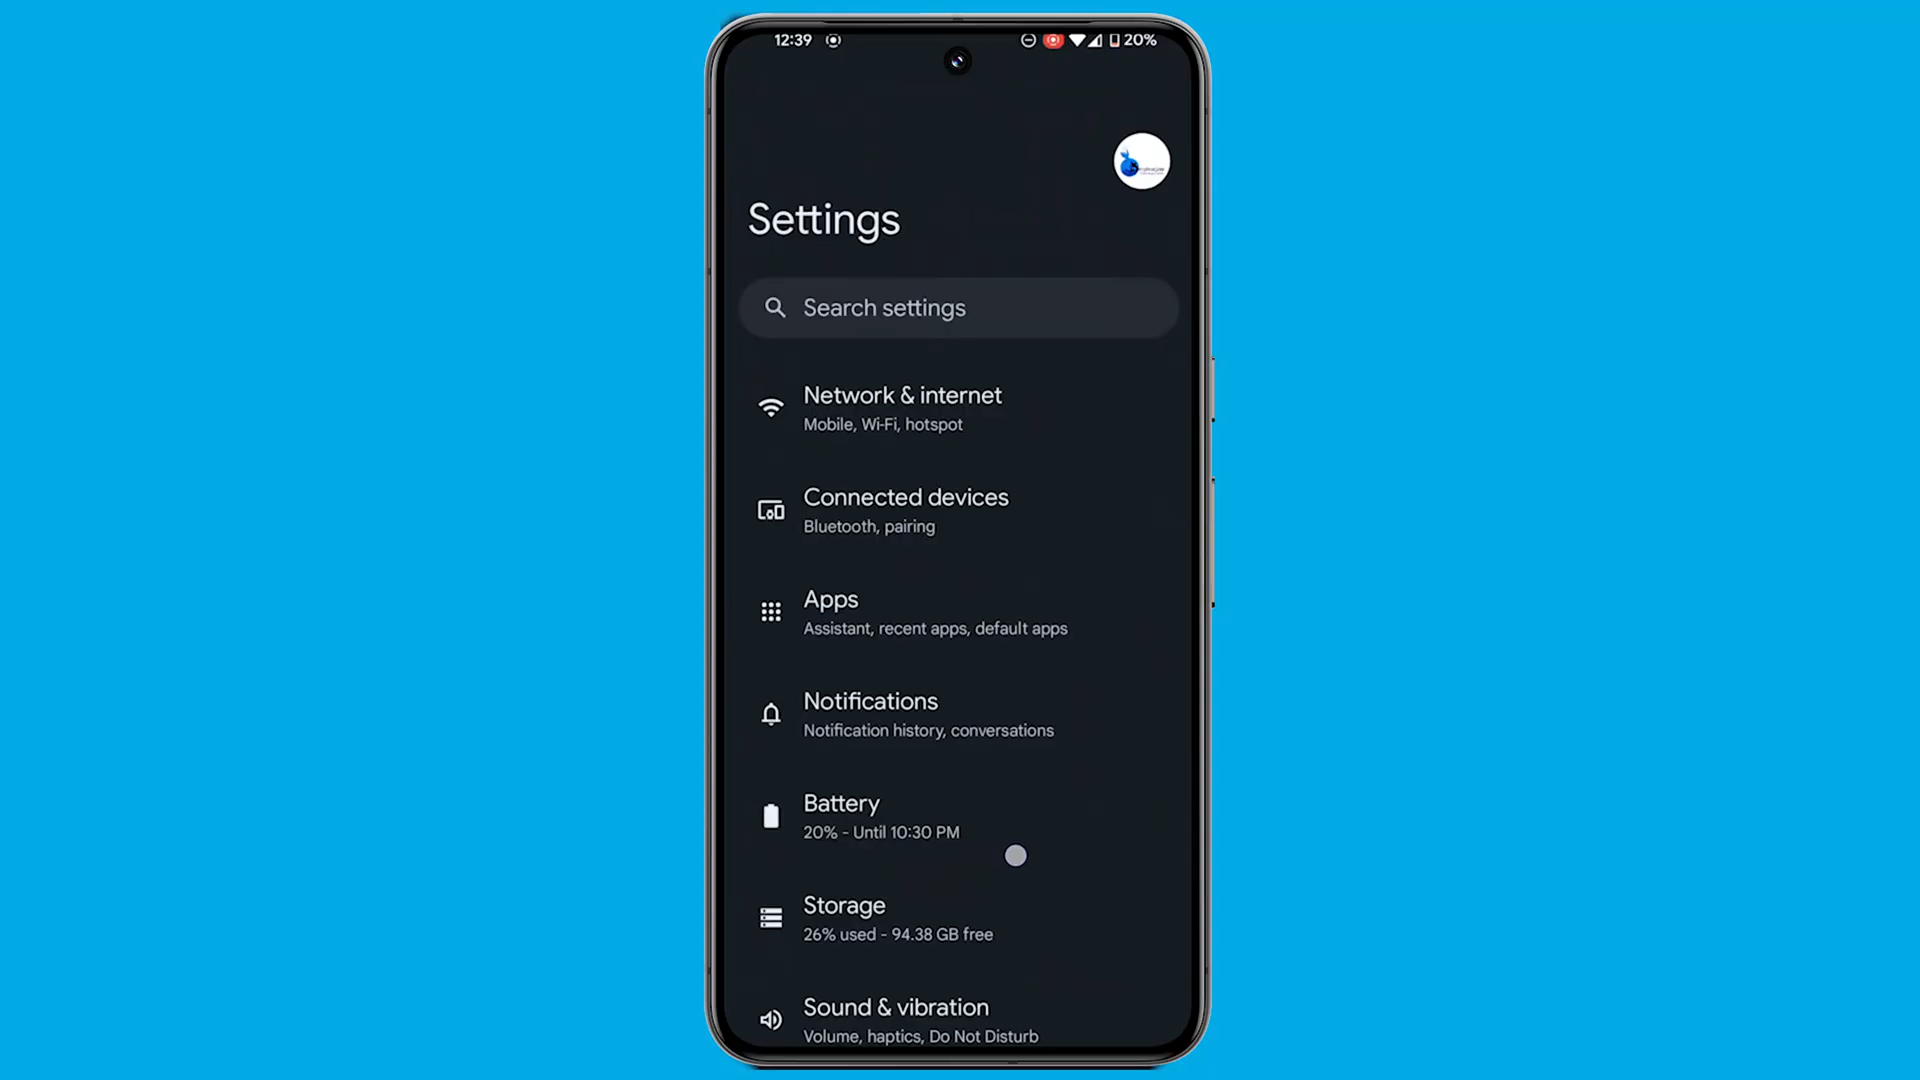 12:39
20%
Settings
Search settings
Network & internet
Mobile, Wi-Fi, hotspot
Connected devices
Bluetooth, pairing
Apps
Assistant, recent apps, default apps
Notifications
Notification history, conversations
Battery
20% - Until 10:30 PM
Storage
26% used - 94.38 GB free
Sound & vibration
Volume, haptics, Do Not Disturb